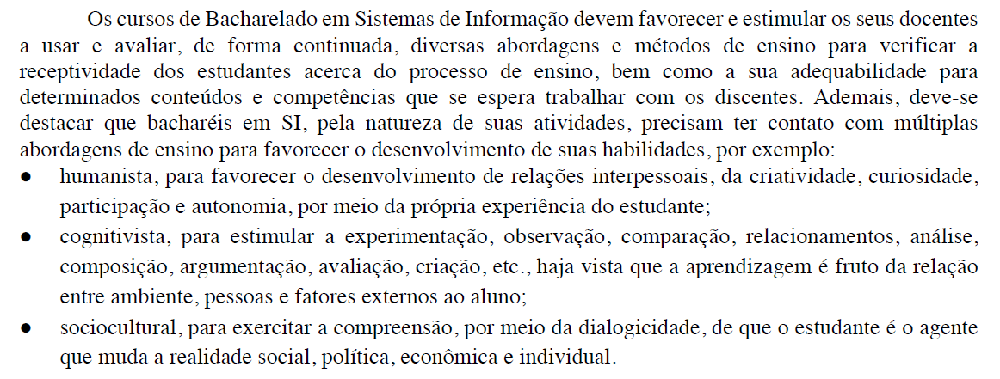 Os cursos de Bacharelado em Sistemas de Informação devem favorecer e estimular os seus docentes
a usar e avaliar, de forma continuada, diversas abordagens e métodos de ensino para verificar a
receptividade dos estudantes acerca do processo de ensino, bem como a sua adequabilidade para
determinados conteúdos e competências que se espera trabalhar com os discentes. Ademais, deve-se
destacar que bacharéis em SI, pela natureza de suas atividades, precisam ter contato com múltiplas
abordagens de ensino para favorecer o desenvolvimento de suas habilidades, por exemplo:
● humanista, para favorecer o desenvolvimento de relações interpessoais, da criatividade, curiosidade,
participação e autonomia, por meio da própria experiência do estudante;
● cognitivista, para estimular a experimentação, observação, comparação, relacionamentos, análise,
composição, argumentação, avaliação, criação, etc., haja vista que a aprendizagem é fruto da relação
entre ambiente, pessoas e fatores externos ao aluno;
● sociocultural, para exercitar a compreensão, por meio da dialogicidade, de que o estudante é o agente
que muda a realidade social, política, econômica e individual.